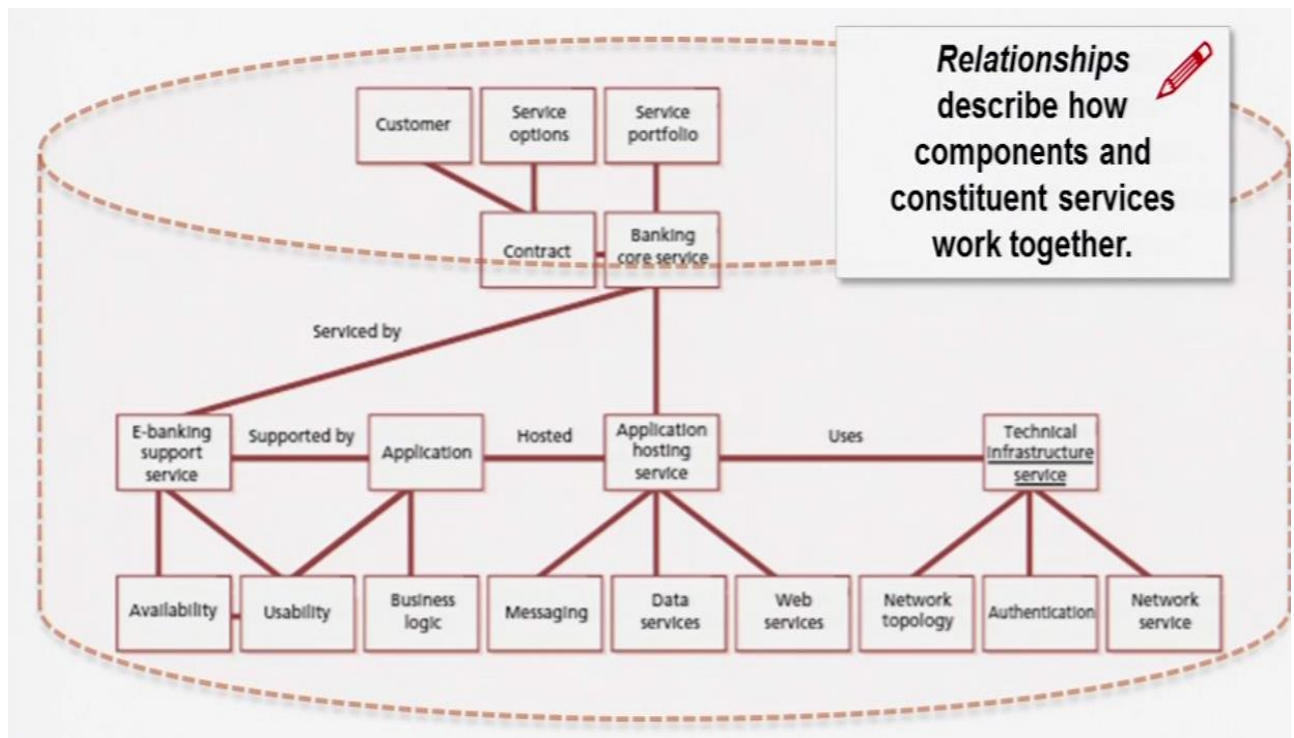 Relationships
describe how
components and
constituent services
work together.
Customer
Service
options
Service
portfolio
Contract
Banking
core service
Serviced by
E-banking
support
service
Supported by
Application
Hosted
Application
hosting
service
Uses
Technical
infrastructure
service
Availability
Usability
Business
logic
Messaging
Data
services
Web
services
Network
topology
Authentication
Network
service